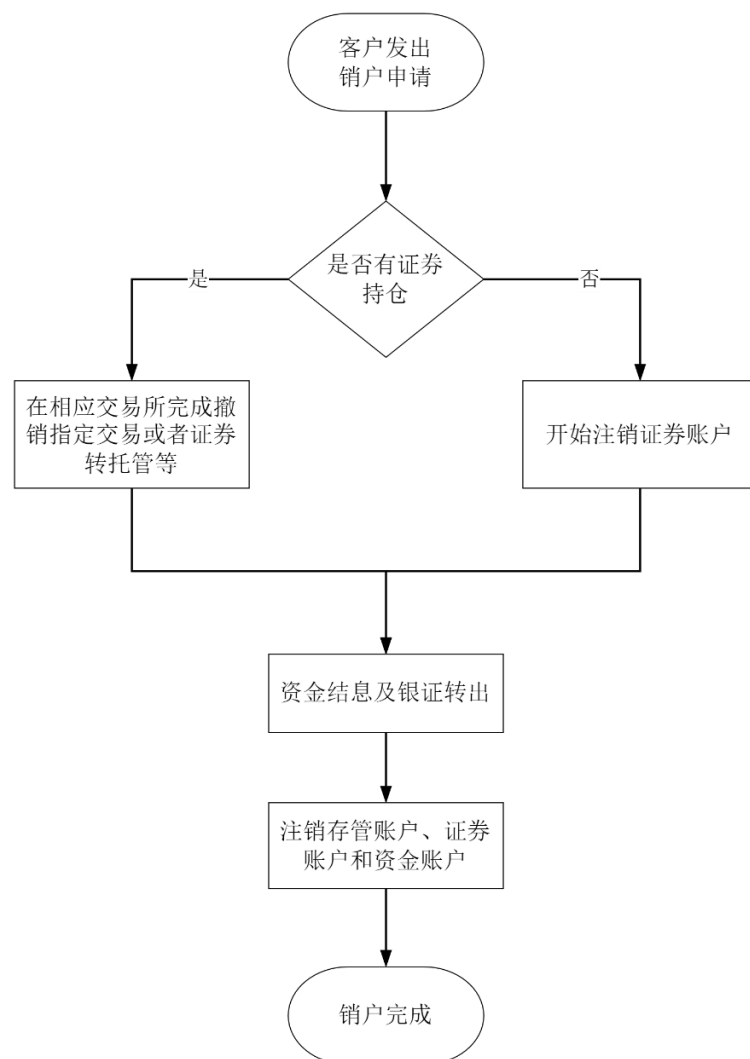 客户发出
销户申请
是否有证券
持仓
是
否
在相应交易所完成撤
销指定交易或者证券
转托管等
开始注销证券账户
资金结息及银证转出
注销存管账户、证券
账户和资金账户
销户完成